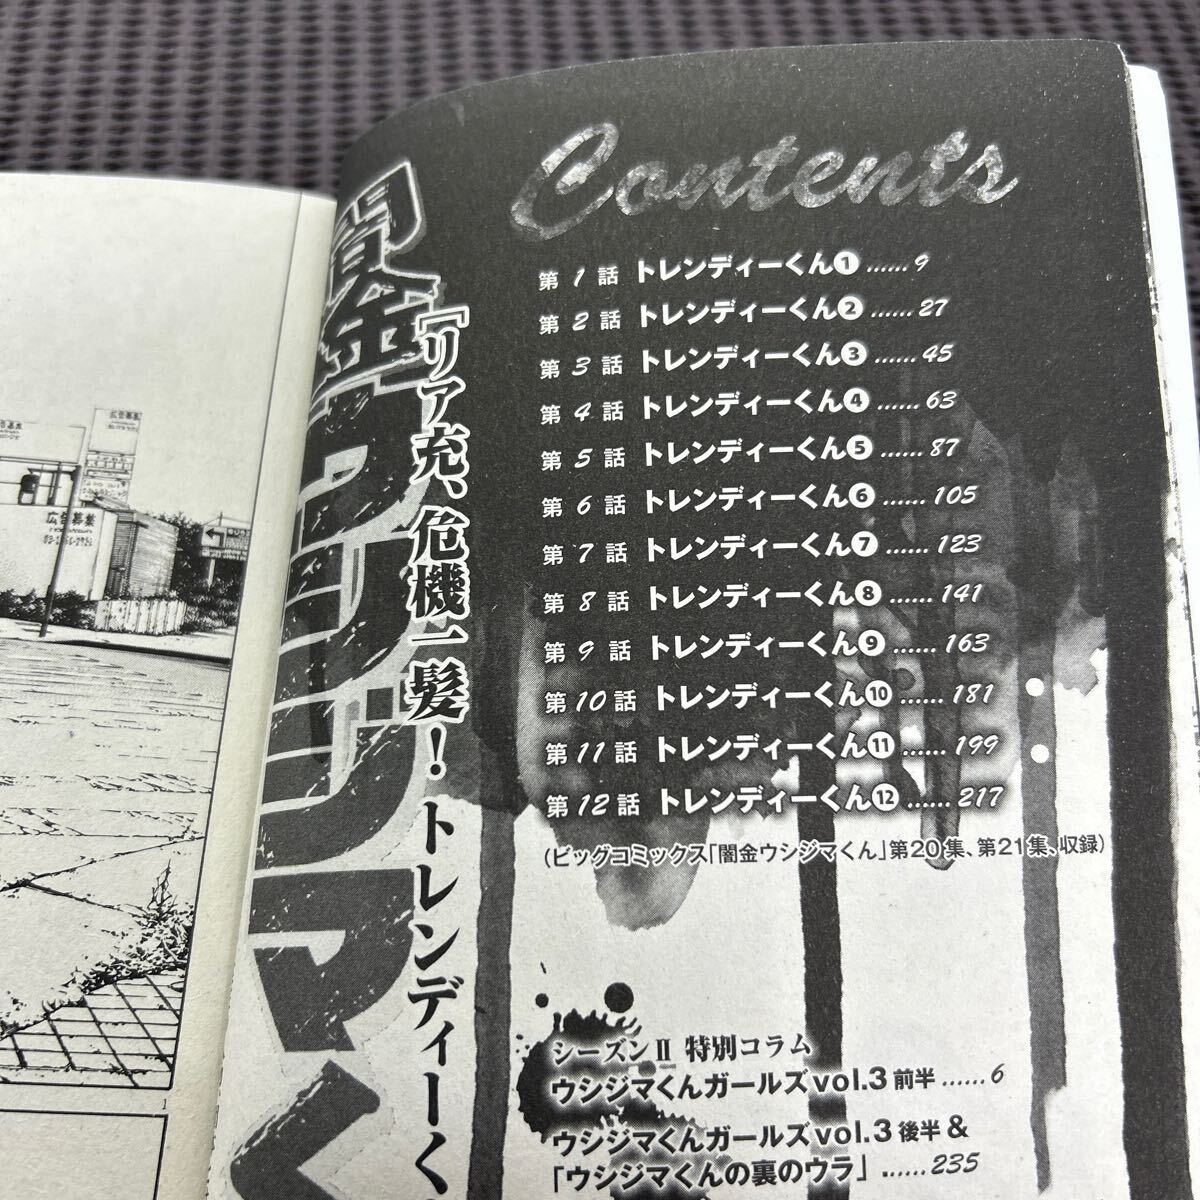 Contents
第1話 トレンディーくん❶ ……9
第2話 トレンディーくん❷ ……27
第3話 トレンディーくん❸ ……45
第4話 トレンディーくん❹ ……63
第5話 トレンディーくん❺ ……87
第6話 トレンディーくん❻ ……105
第7話 トレンディーくん❼ ……123
第8話 トレンディーくん❽ ……141
第9話 トレンディーくん❾ ……163
第10話 トレンディーくん❿ ……181
第11話 トレンディーくん⓫ ……199
第12話 トレンディーくん⓬ ……217
(ビッグコミックス「闇金ウシジマくん」第20集、第21集、収録)
シーズンII 特別コラム
ウシジマくんガールズvol.3 前半 ……6
ウシジマくんガールズvol.3 後半 &
「ウシジマくんの裏のウラ」……235
『リア充、危機一髪! トレンディーく
闇金ウシジマく
広告募集
広告募集